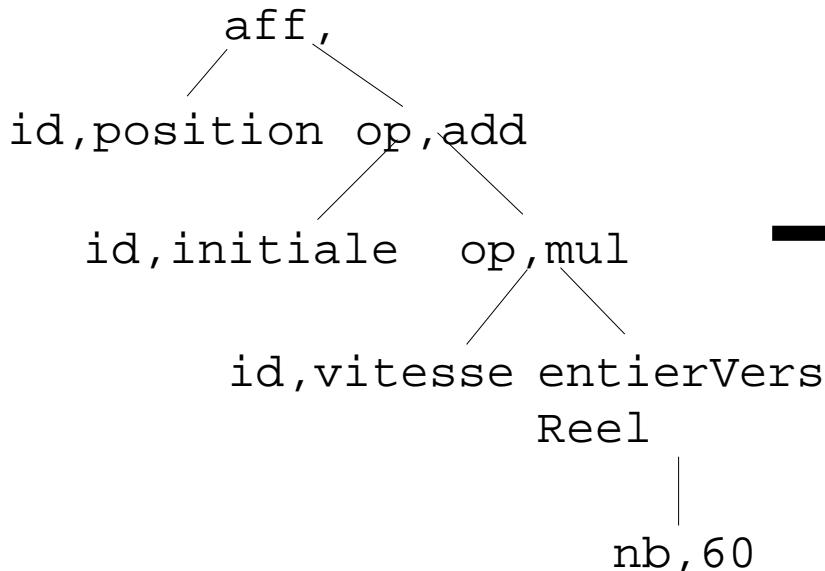 aff,
id,position op,add
id,initiale op,mul
id,vitesse entierVers
Reel
nb,60